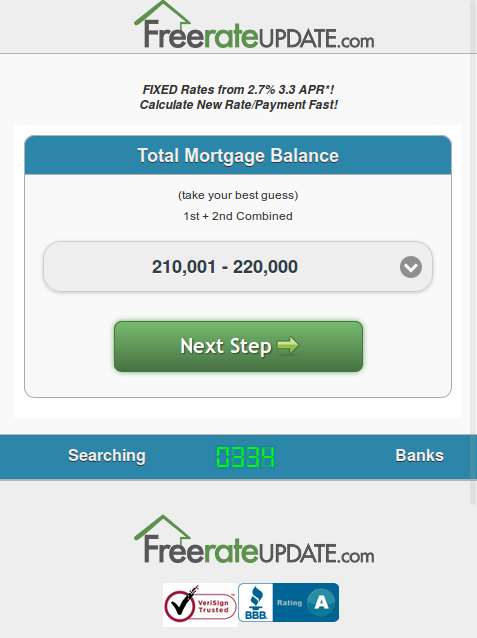 FreerateUPDATE.com
FIXED Rates from 2.7% 3.3 APR*!
Calculate New Rate/Payment Fast!
Total Mortgage Balance
(take your best guess)
1st + 2nd Combined
210,001 - 220,000
Next Step
Searching 0334 Banks
FreerateUPDATE.com
VeriSign
Trusted
BBB.
Rating A